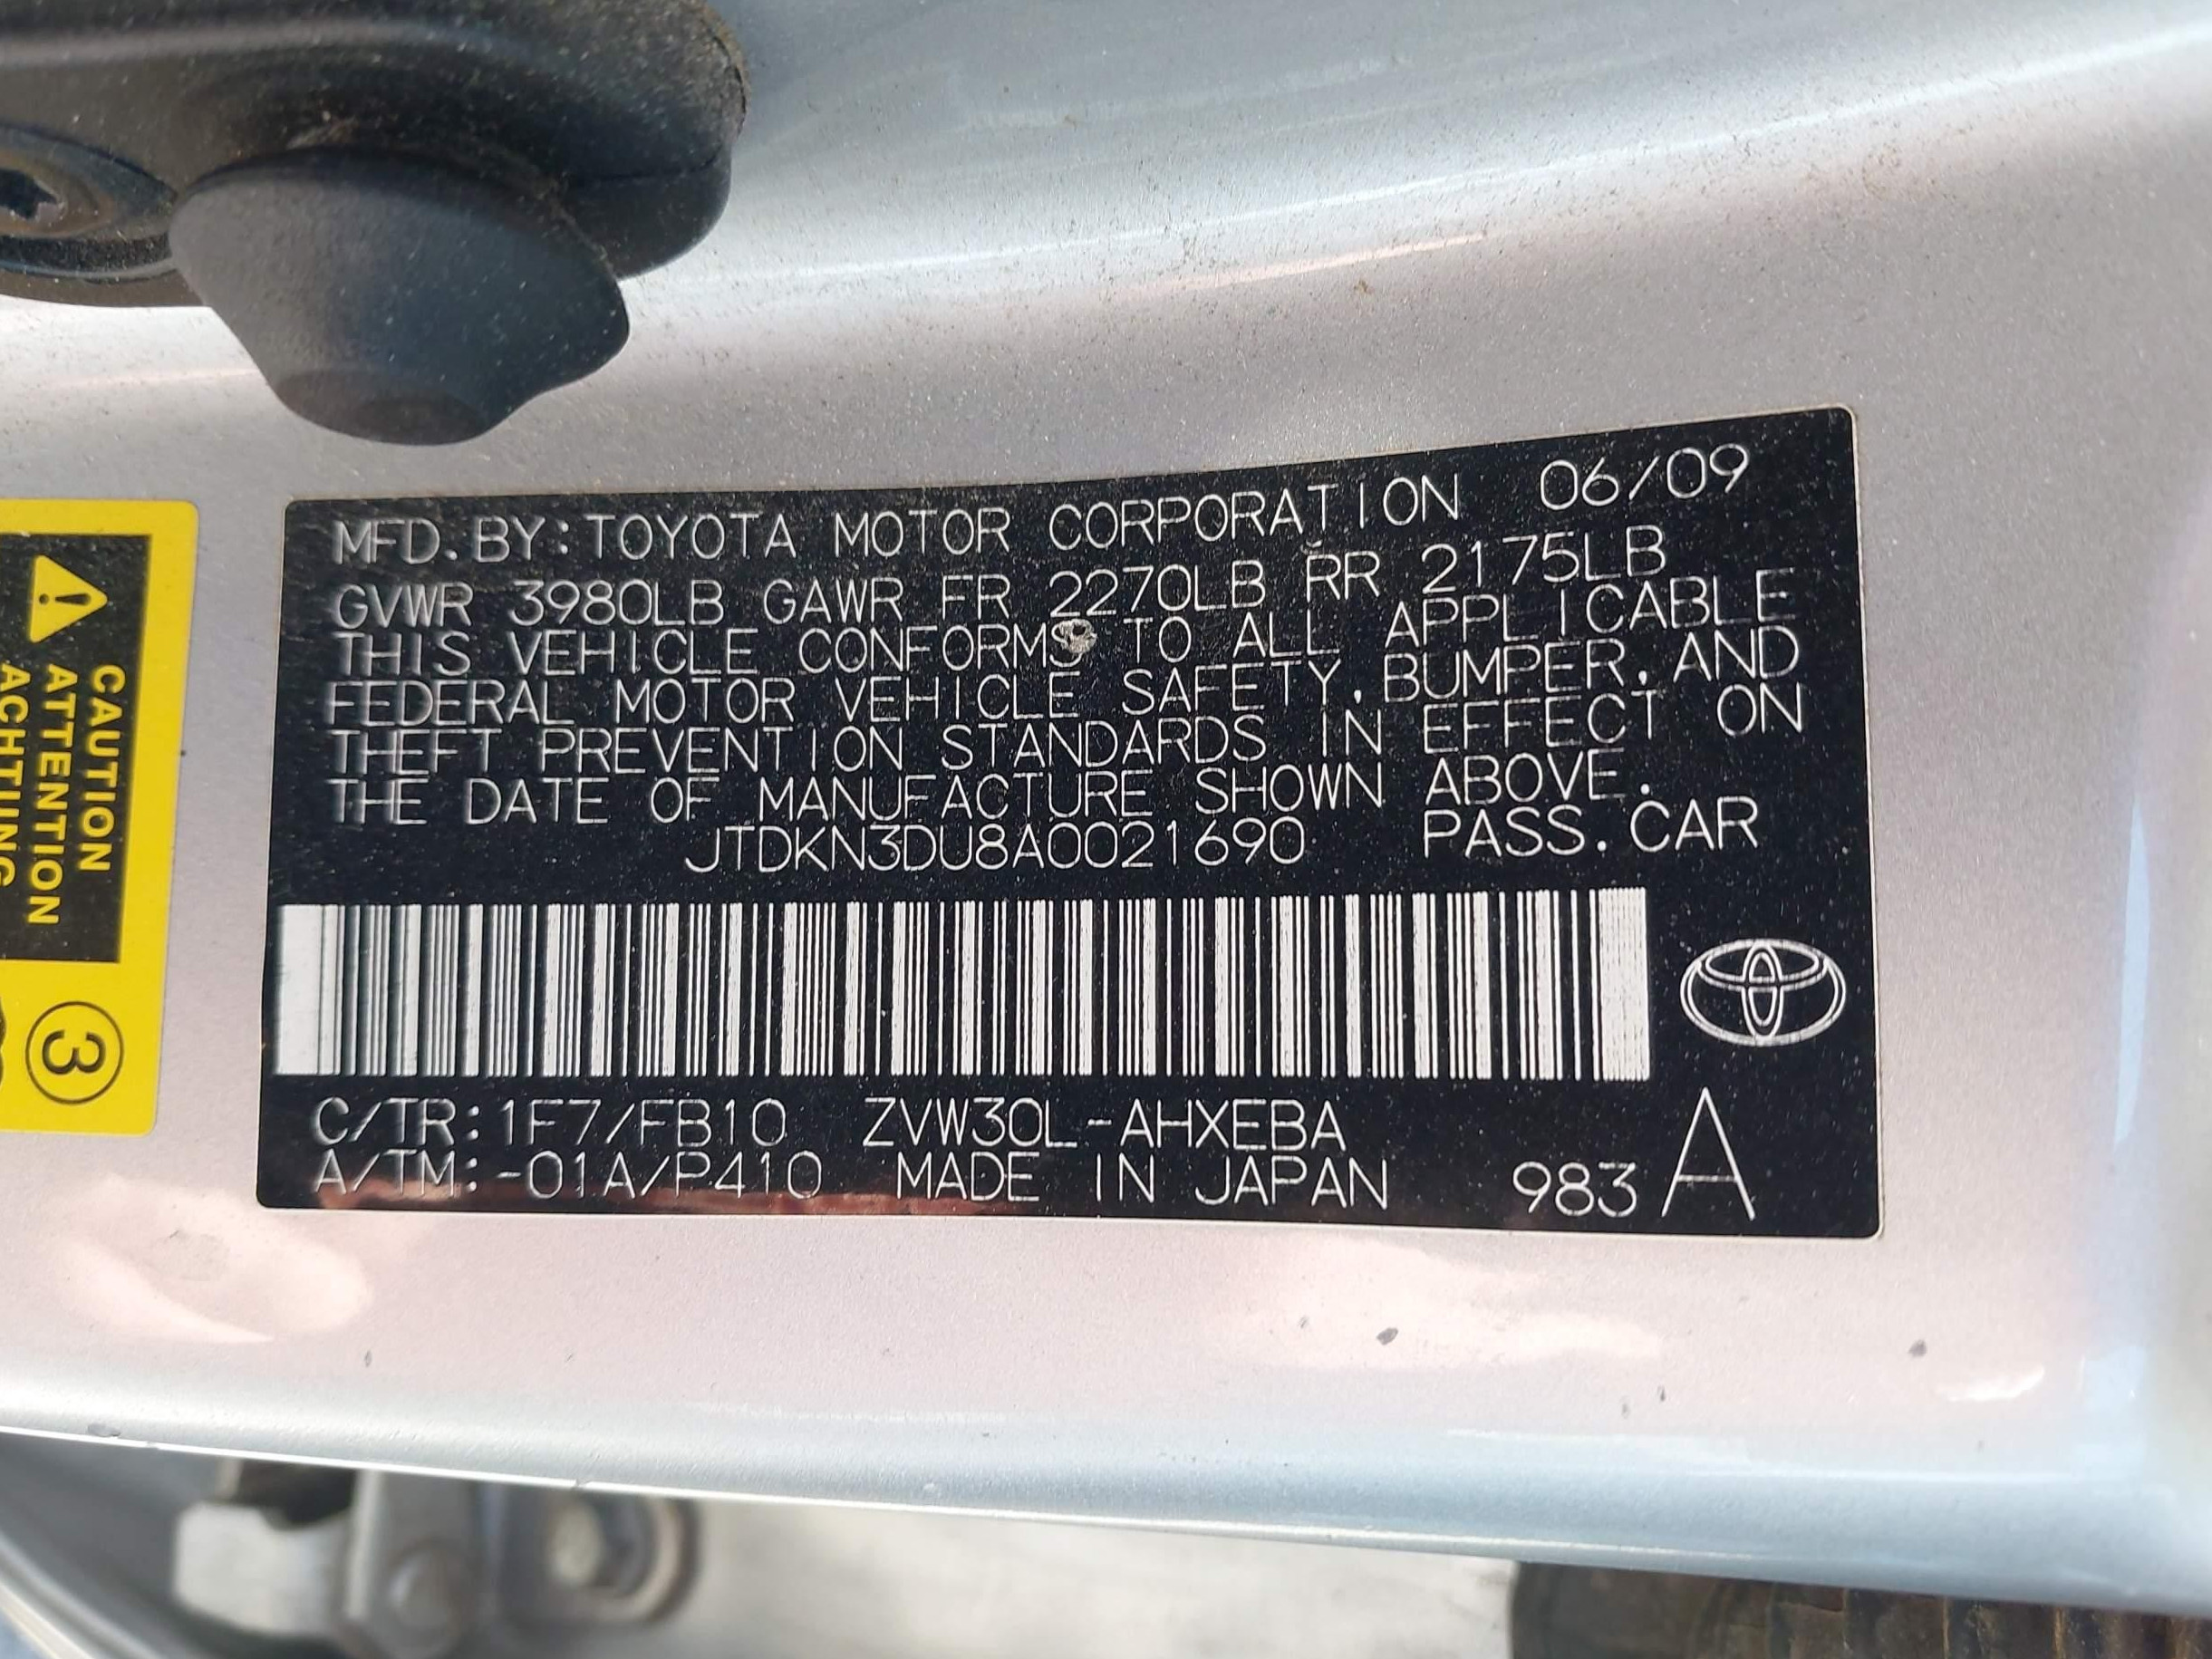 MFD. BY: TOYOTA MOTOR CORPORATION 06/09
GVWR 3980LB GAWR FR 2270LB RR 2175LB
THIS VEHICLE CONFORMS TO ALL APPLICABLE
FEDERAL MOTOR VEHICLE SAFETY, BUMPER, AND
THEFT PREVENTION STANDARDS IN EFFECT ON
THE DATE OF MANUFACTURE SHOWN ABOVE.
JTDKN3DU8A0021690 PASS. CAR
C/TR: 1F7/FB10 ZVW30L-AHXEBA
A/TM: -01A/P410 MADE IN JAPAN 983 A
CAUTION
ATTENTION
ACHTUNG
3